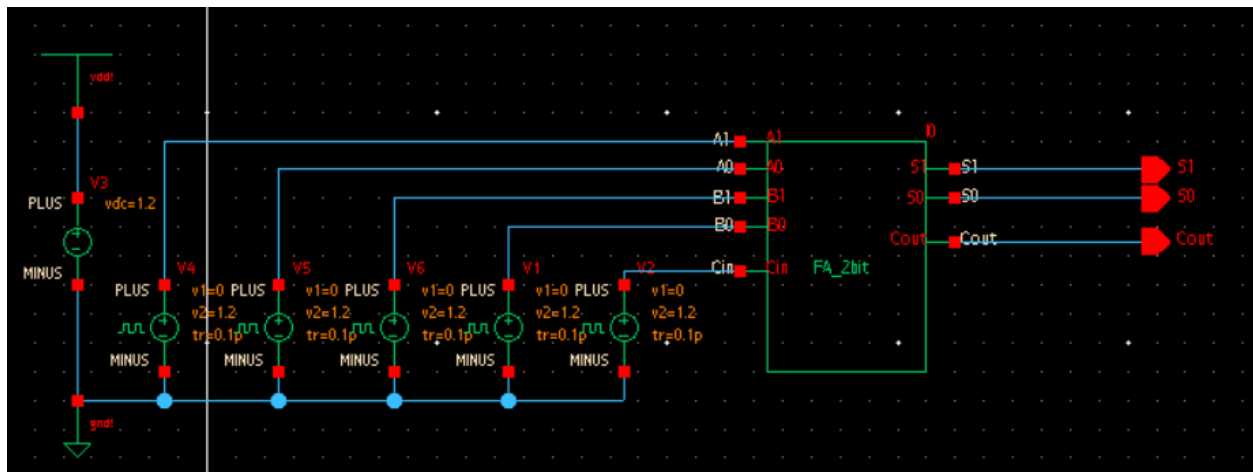 vdd!
V3
PLUS
vdc=1.2
MINUS
gnd!
V4
PLUS
v1=0
v2=1.2
tr=0.1p
MINUS
V5
PLUS
v1=0
v2=1.2
tr=0.1p
MINUS
V6
PLUS
v1=0
v2=1.2
tr=0.1p
MINUS
V1
PLUS
v1=0
v2=1.2
tr=0.1p
MINUS
V2
PLUS
v1=0
v2=1.2
tr=0.1p
MINUS
A1 A1
A0 A0
B1 B1
B0 B0
Cin Cin
FA_2bit
I0
S1 S1 S1
S0 S0 S0
Cout Cout Cout